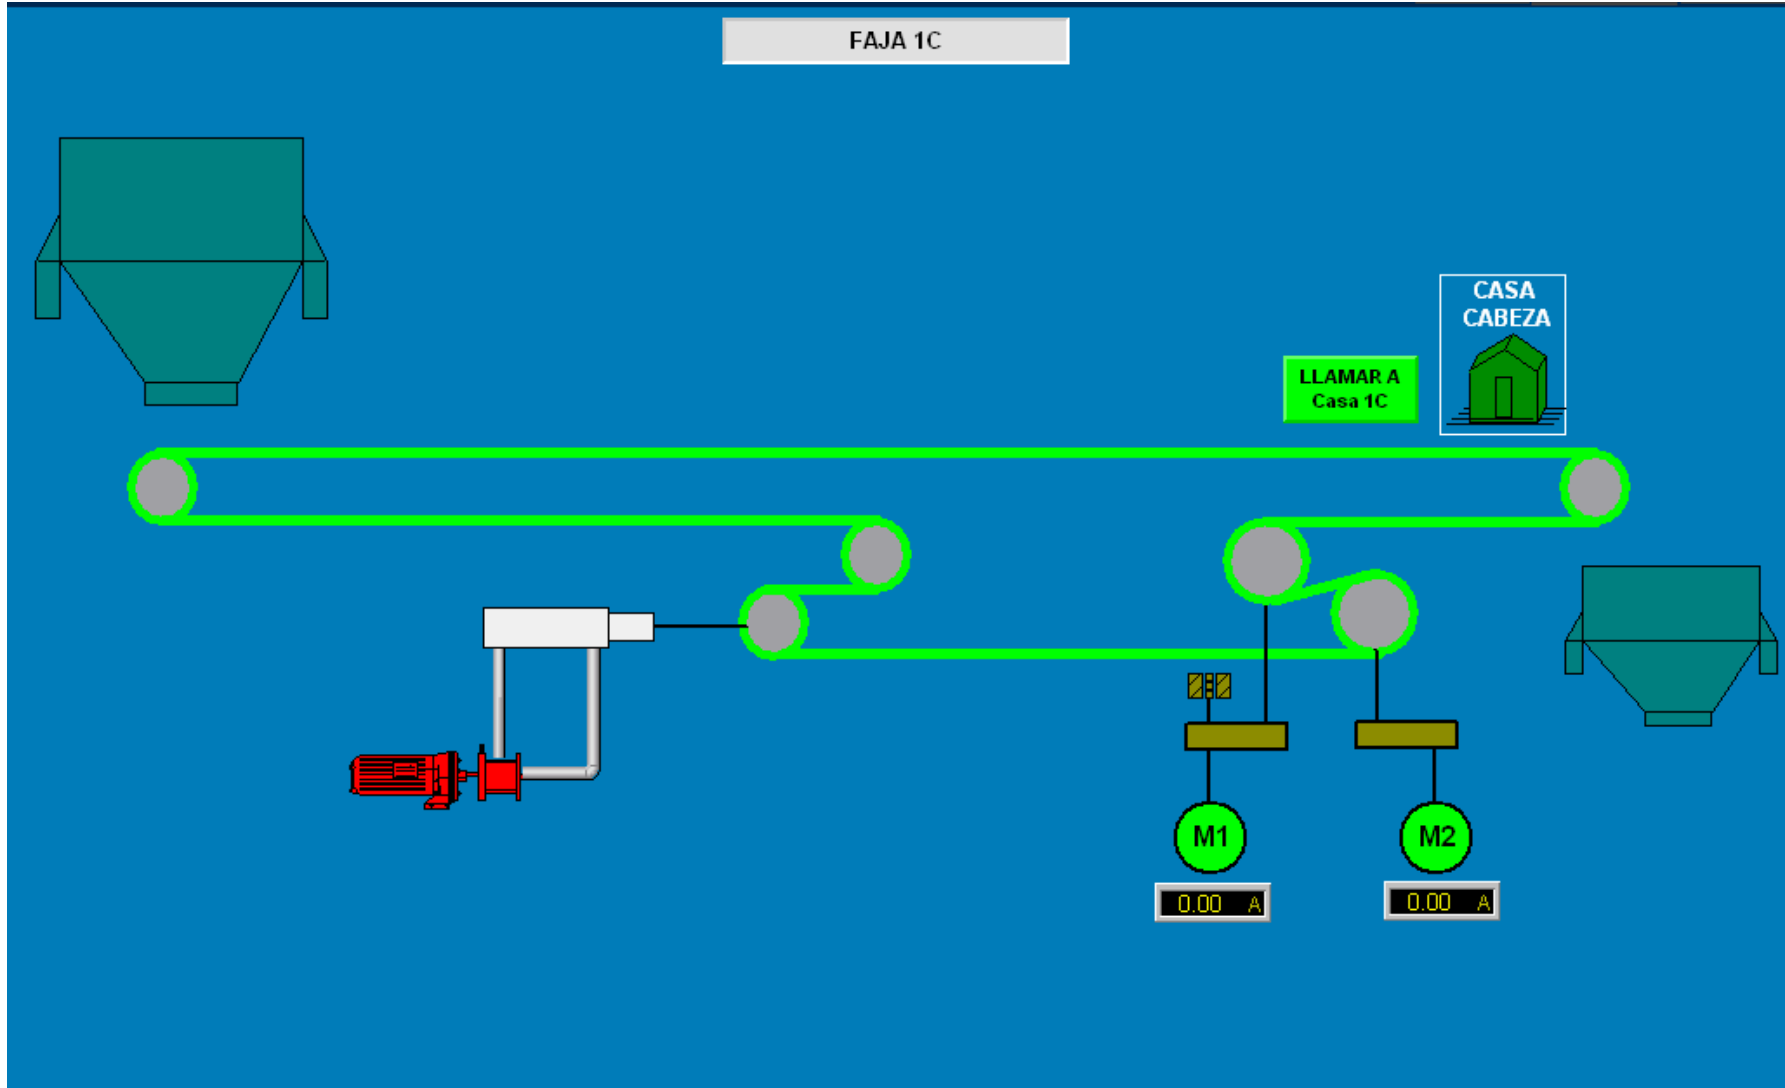 FAJA 1C
CASA
CABEZA
LLAMAR A
Casa 1C
M1
M2
0.00 A
0.00 A